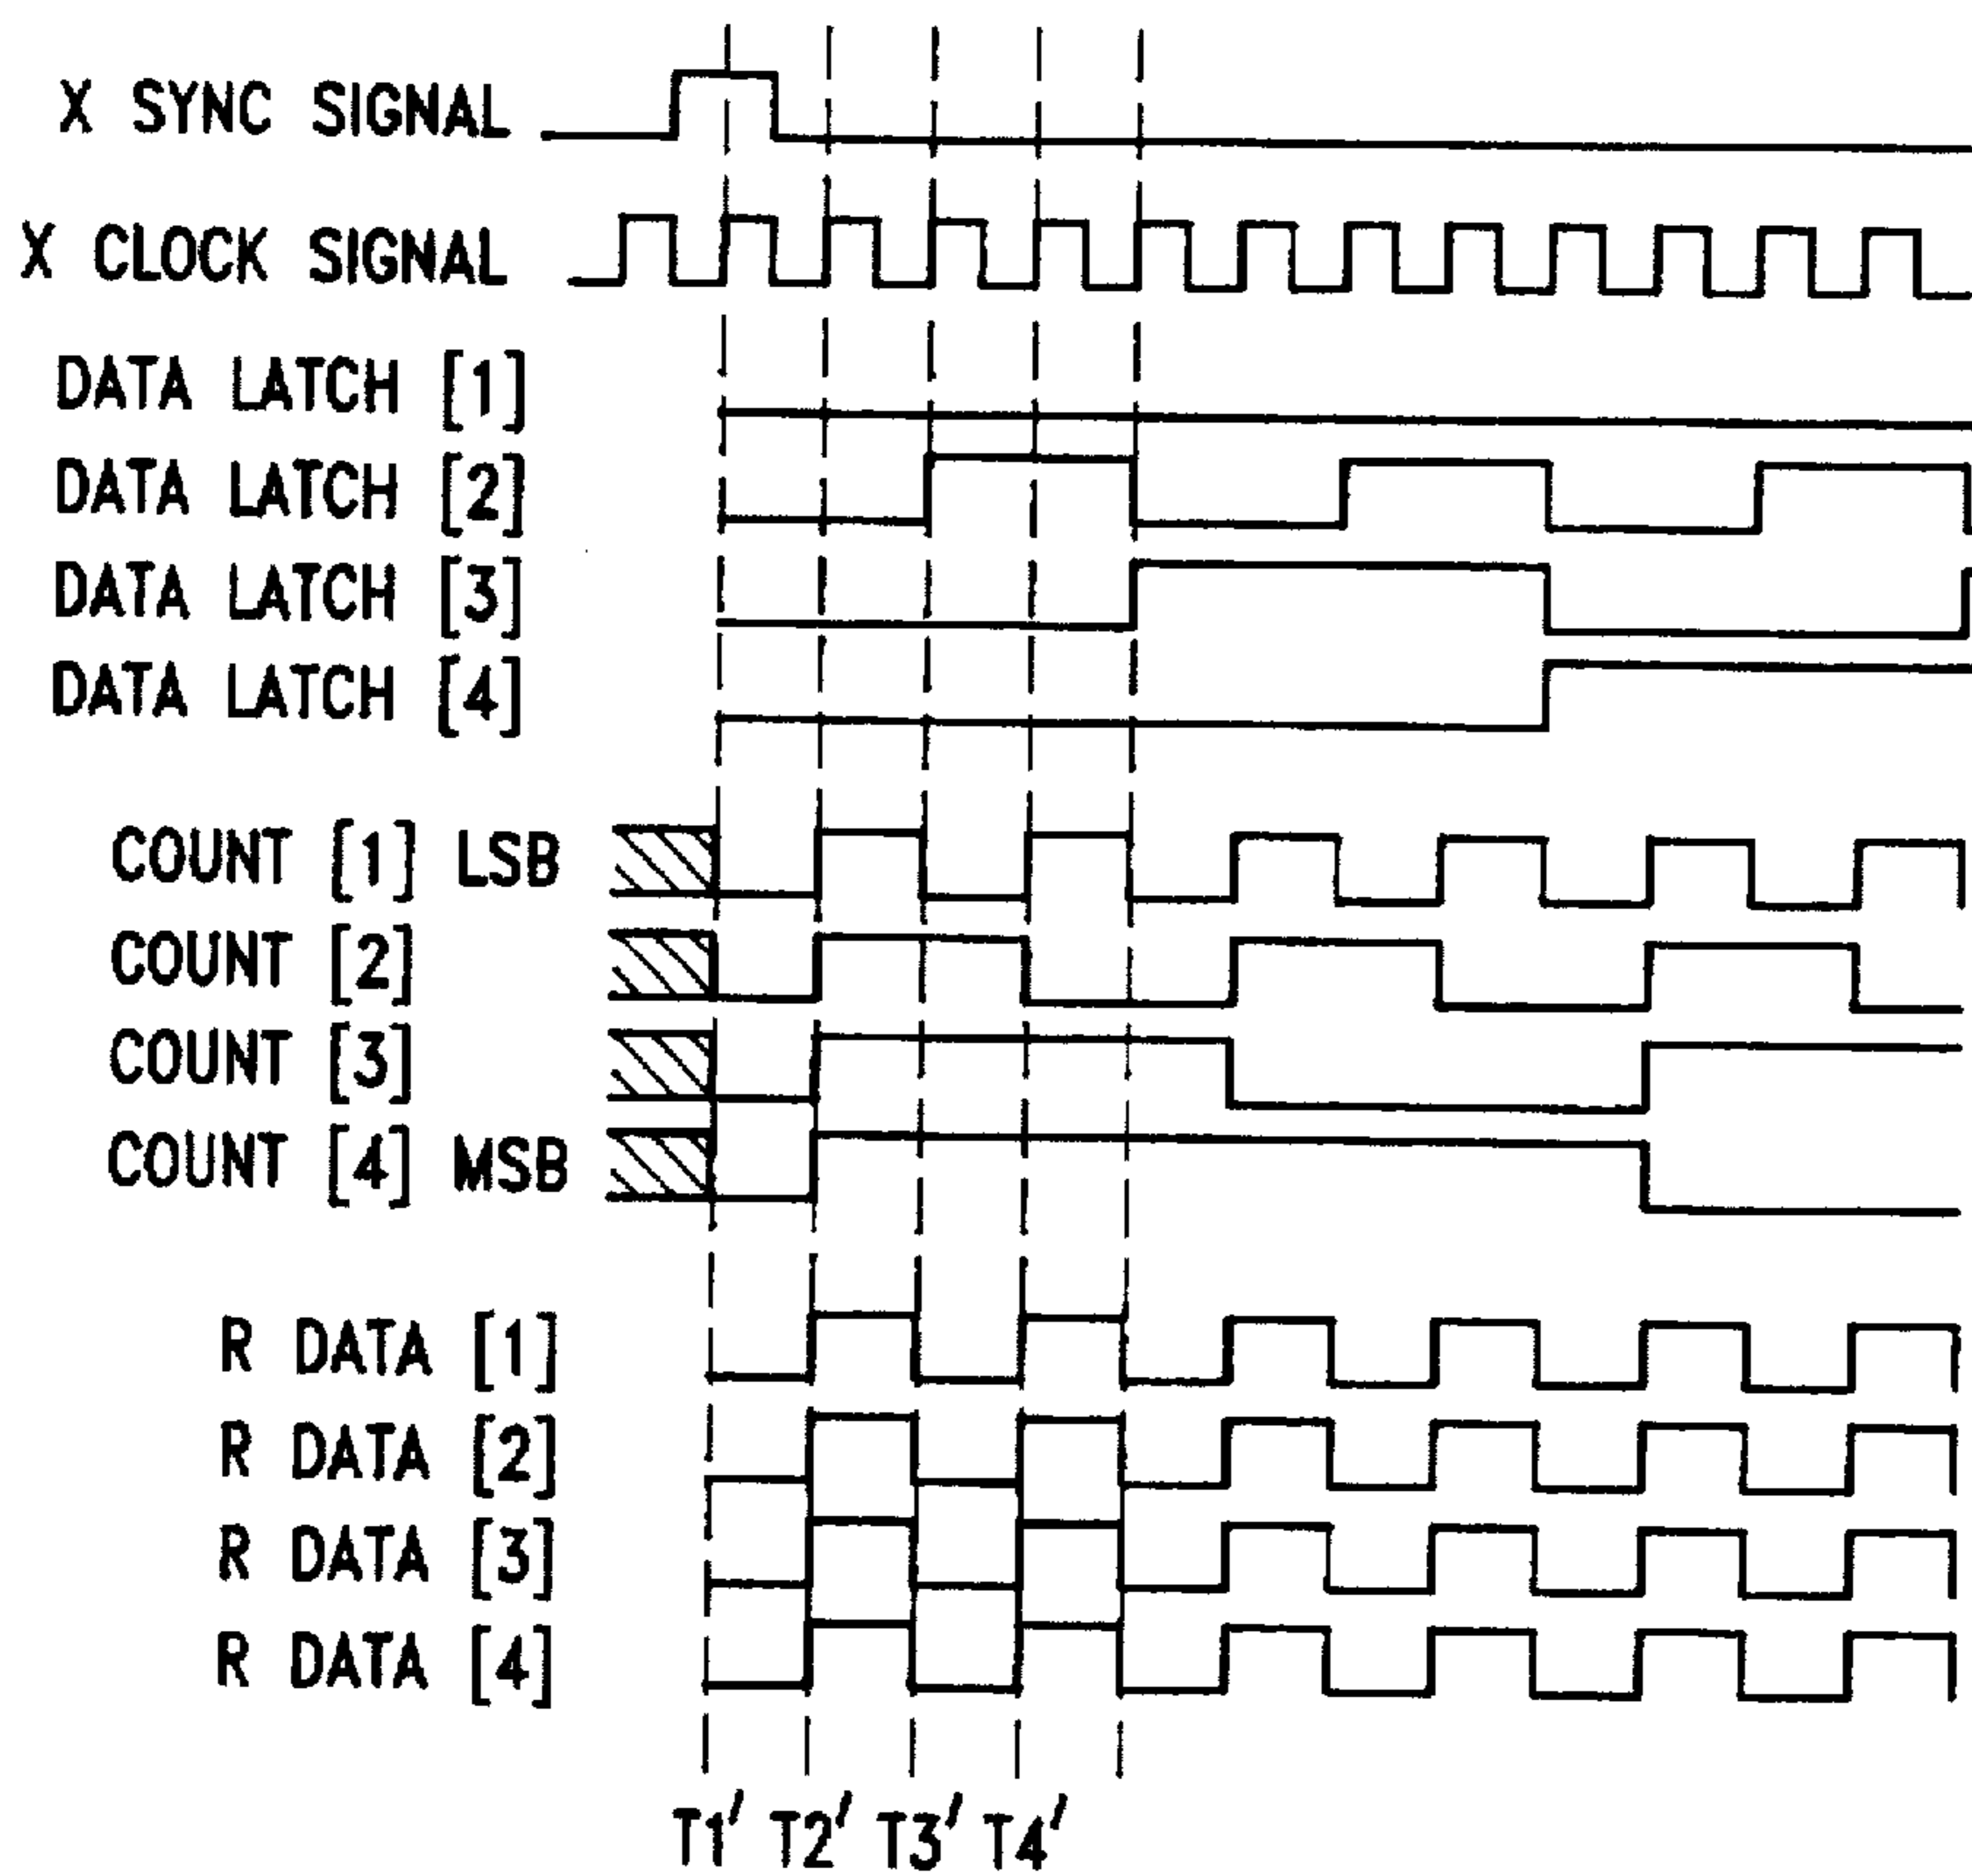 X SYNC SIGNAL
X CLOCK SIGNAL
DATA LATCH [1]
DATA LATCH [2]
DATA LATCH [3]
DATA LATCH [4]
COUNT [1] LSB
COUNT [2]
COUNT [3]
COUNT [4] MSB
R DATA [1]
R DATA [2]
R DATA [3]
R DATA [4]
T1′ T2′ T3′ T4′